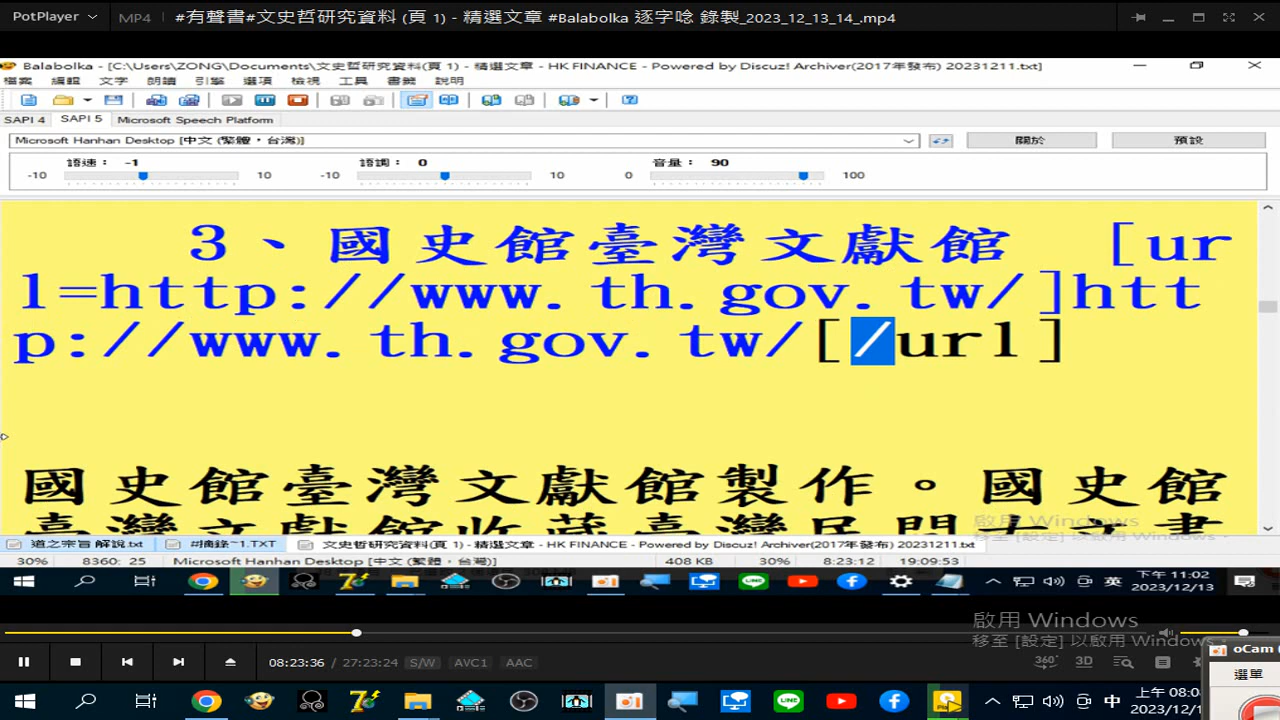 PotPlayer MP4 #有聲書#文史哲研究資料 (頁 1) - 精選文章 #Balabolka 逐字唸 錄製_2023_12_13_14_.mp4
Balabolka - [C:\Users\ZONG\Documents\文史哲研究資料(頁 1) - 精選文章 - HK FINANCE - Powered by Discuz! Archiver(2017年發布) 20231211.txt]
檔案 編輯 文字 朗讀 引擎 選項 檢視 工具 書籤 說明
SAPI 4 SAPI 5 Microsoft Speech Platform
Microsoft Hanhan Desktop [中文 (繁體，台灣)] 關於 預設
語速： -1 語調： 0 音量： 90
-10 10 -10 10 0 100
3、國史館臺灣文獻館 [ur
l=http://www.th.gov.tw/]htt
p://www.th.gov.tw/[/url]
國史館臺灣文獻館製作。國史館
啟用 Windows
道之宗旨 解說.txt #摘錄~1.TXT 文史哲研究資料(頁 1) - 精選文章 - HK FINANCE - Powered by Discuz! Archiver(2017年發布) 20231211.txt
30% 8360: 25 Microsoft Hanhan Desktop [中文 (繁體，台灣)] 408 KB 30% 8:23:12 19:09:53
英 下午 11:02
2023/12/13
啟用 Windows
移至 [設定] 以啟用 Windows。
08:23:36 / 27:23:24 S/W AVC1 AAC 360° 3D
oCam
選單
中 上午 08:0
2023/12/1